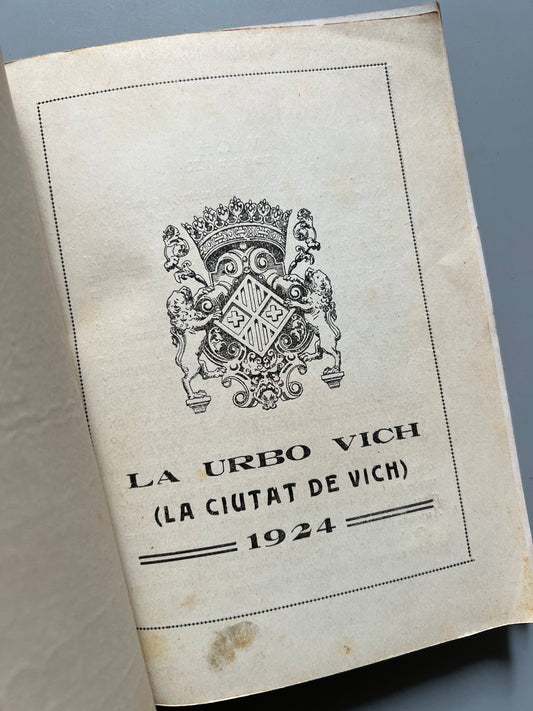 LA URBO VICH
(LA CIUTAT DE VICH)
1924